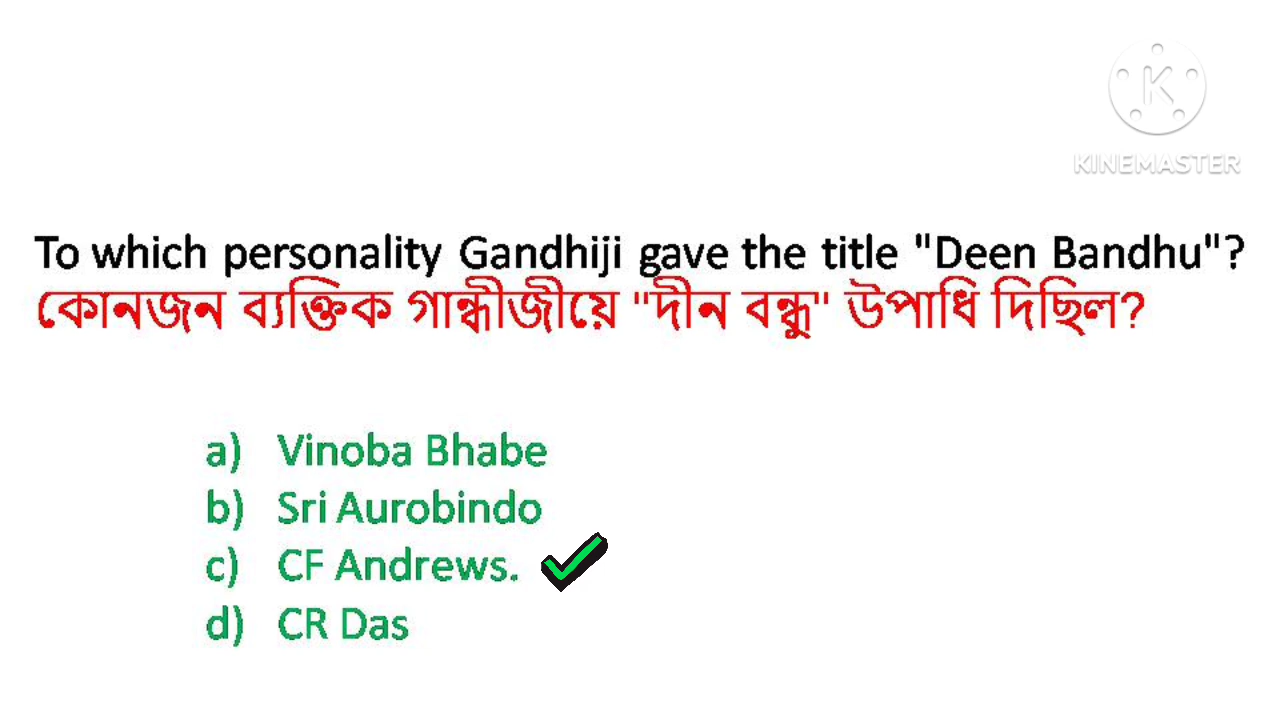 K
KINEMASTER
To which personality Gandhiji gave the title "Deen Bandhu"?
কোনজন ব্যক্তিক গান্ধীজীয়ে "দীন বন্ধু" উপাধি দিছিল?
a) Vinoba Bhabe
b) Sri Aurobindo
c) CF Andrews.
d) CR Das